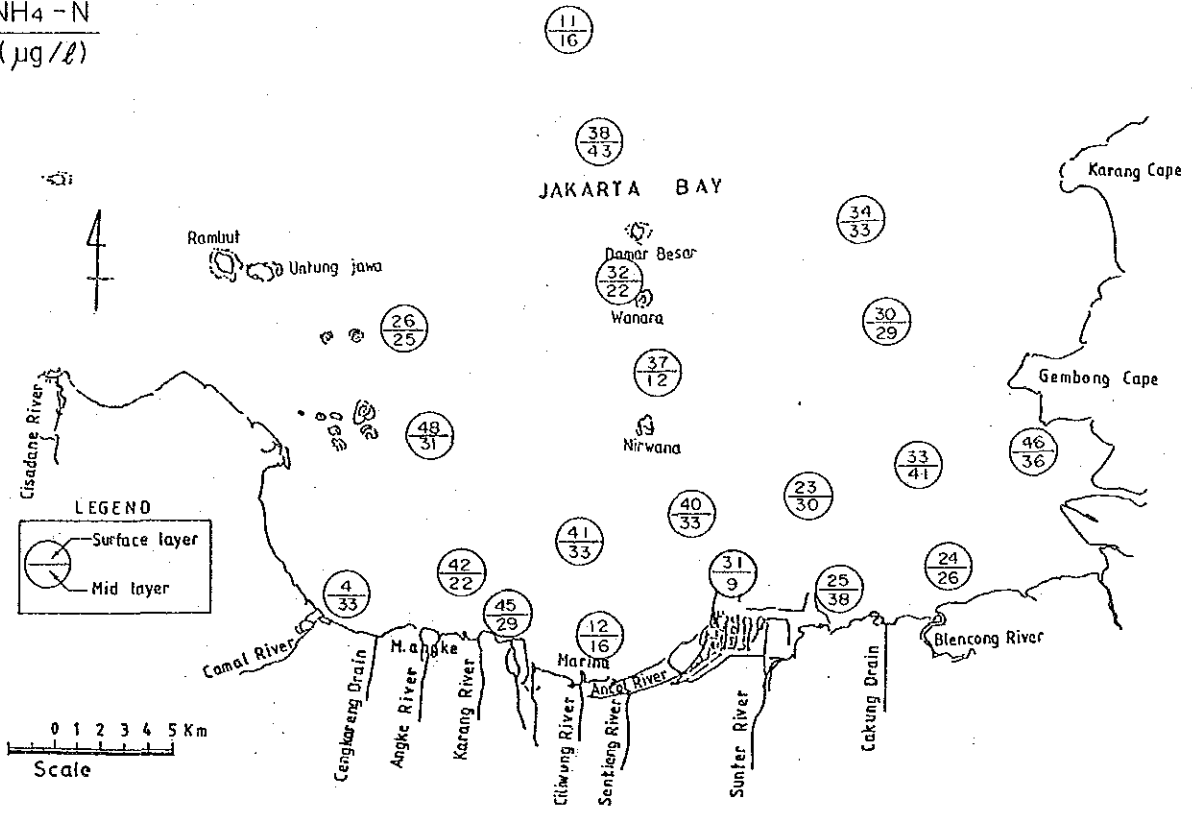 NH4 - N
(µg/ℓ)
11
16
38
43
JAKARTA BAY
Karang Cape
34
33
Rambut
Untung jawa
Damar Besar
32
22
Wanara
26
25
30
29
37
12
Gembong Cape
Cisadane River
48
31
Nirwana
46
36
33
41
23
30
40
33
41
33
LEGEND
Surface layer
Mid layer
42
22
4
33
45
29
31
9
25
38
24
26
12
16
Camal River
M. angke
Marina
Ancol River
Blencong River
Cengkareng Drain
Angke River
Karang River
Ciliwung River
Sentiong River
Sunter River
Cakung Drain
0 1 2 3 4 5 Km
Scale